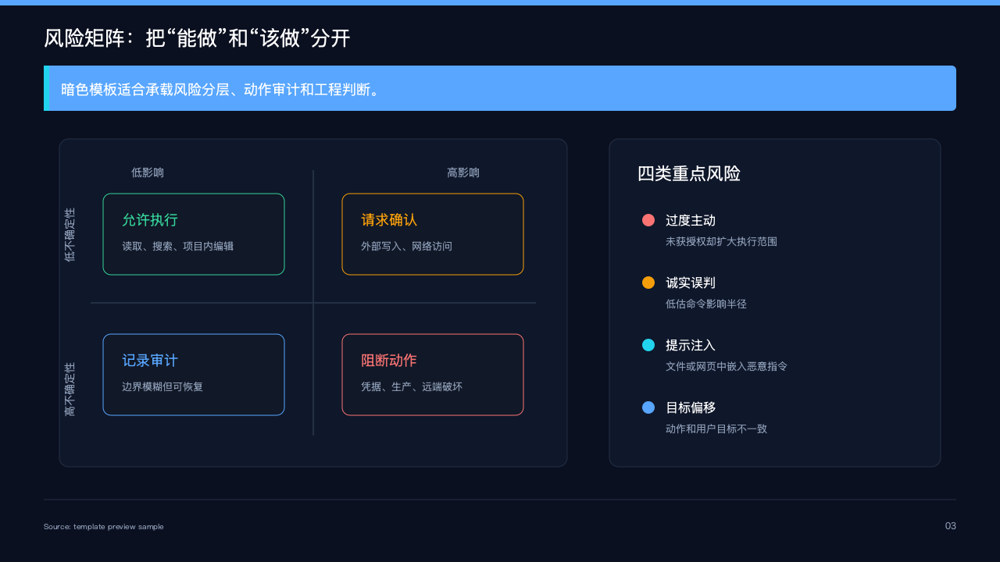 风险矩阵：把“能做”和“该做”分开
暗色模板适合承载风险分层、动作审计和工程判断。
低影响
高影响
低不确定性
允许执行
读取、搜索、项目内编辑
请求确认
外部写入、网络访问
高不确定性
记录审计
边界模糊但可恢复
阻断动作
凭据、生产、远端破坏
四类重点风险
过度主动
未获授权却扩大执行范围
诚实误判
低估命令影响半径
提示注入
文件或网页中嵌入恶意指令
目标偏移
动作和用户目标不一致
Source: template preview sample
03